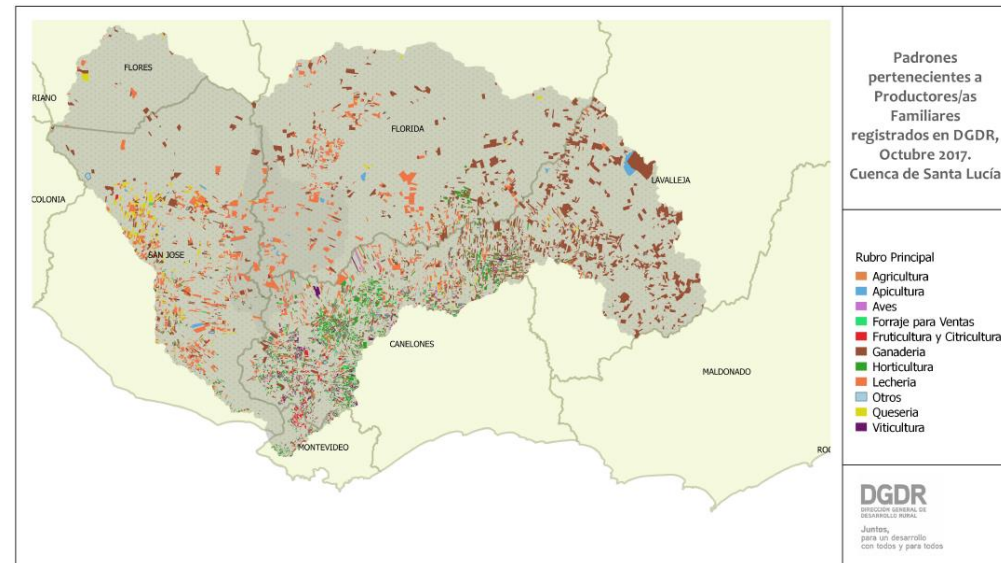 FLORES
RIANO
FLORIDA
LAVALLEJA
COLONIA
SAN JOSE
CANELONES
MALDONADO
MONTEVIDEO
Padrones
pertenecientes a
Productores/as
Familiares
registrados en DGDR,
Octubre 2017.
Cuenca de Santa Lucía
Rubro Principal
Agricultura
Apicultura
Aves
Forraje para Ventas
Fruticultura y Citricultura
Ganaderia
Horticultura
Lecheria
Otros
Queseria
Viticultura
DGDR
DIRECCIÓN GENERAL DE
DESARROLLO RURAL
Juntos,
para un desarrollo
con todos y para todos